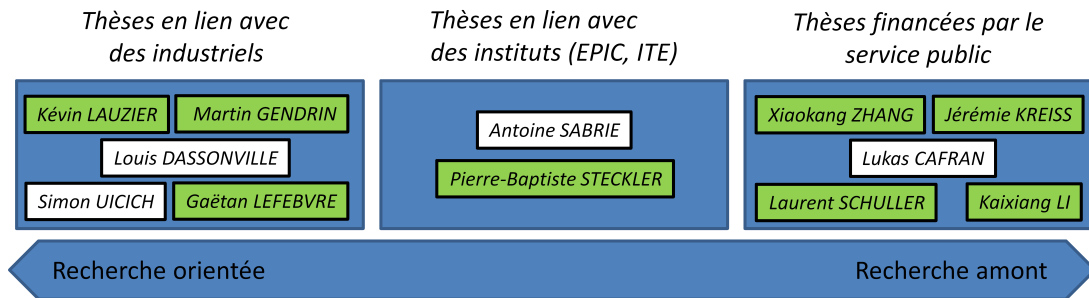 Thèses en lien avec
des industriels
Thèses en lien avec
des instituts (EPIC, ITE)
Thèses financées par le
service public
Kévin LAUZIER
Martin GENDRIN
Louis DASSONVILLE
Simon UICICH
Gaëtan LEFEBVRE
Antoine SABRIE
Pierre-Baptiste STECKLER
Xiaokang ZHANG
Jérémie KREISS
Lukas CAFRAN
Laurent SCHULLER
Kaixiang LI
Recherche orientée
Recherche amont